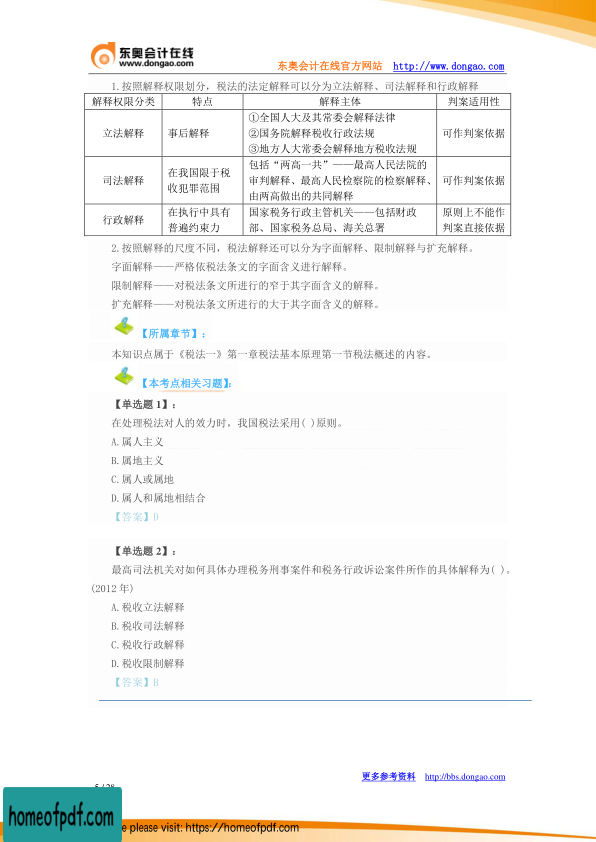 东奥会计在线
www.dongao.com
东奥会计在线官方网站 http://www.dongao.com
1.按照解释权限划分，税法的法定解释可以分为立法解释、司法解释和行政解释
解释权限分类 特点 解释主体 判案适用性
立法解释 事后解释 ①全国人大及其常委会解释法律
②国务院解释税收行政法规
③地方人大常委会解释地方税收法规 可作判案依据
司法解释 在我国限于税
收犯罪范围 包括“两高一共”——最高人民法院的
审判解释、最高人民检察院的检察解释、
由两高做出的共同解释 可作判案依据
行政解释 在执行中具有
普遍约束力 国家税务行政主管机关——包括财政
部、国家税务总局、海关总署 原则上不能作
判案直接依据
2.按照解释的尺度不同，税法解释还可以分为字面解释、限制解释与扩充解释。
字面解释——严格依税法条文的字面含义进行解释。
限制解释——对税法条文所进行的窄于其字面含义的解释。
扩充解释——对税法条文所进行的大于其字面含义的解释。
【所属章节】：
本知识点属于《税法一》第一章税法基本原理第一节税法概述的内容。
【本考点相关习题】：
【单选题 1】：
在处理税法对人的效力时，我国税法采用( )原则。
A.属人主义
B.属地主义
C.属人或属地
D.属人和属地相结合
【答案】D
【单选题 2】：
最高司法机关对如何具体办理税务刑事案件和税务行政诉讼案件所作的具体解释为( )。
(2012 年)
A.税收立法解释
B.税收司法解释
C.税收行政解释
D.税收限制解释
【答案】B
更多参考资料 http://bbs.dongao.com
homeofpdf.com
e please visit: https://homeofpdf.com